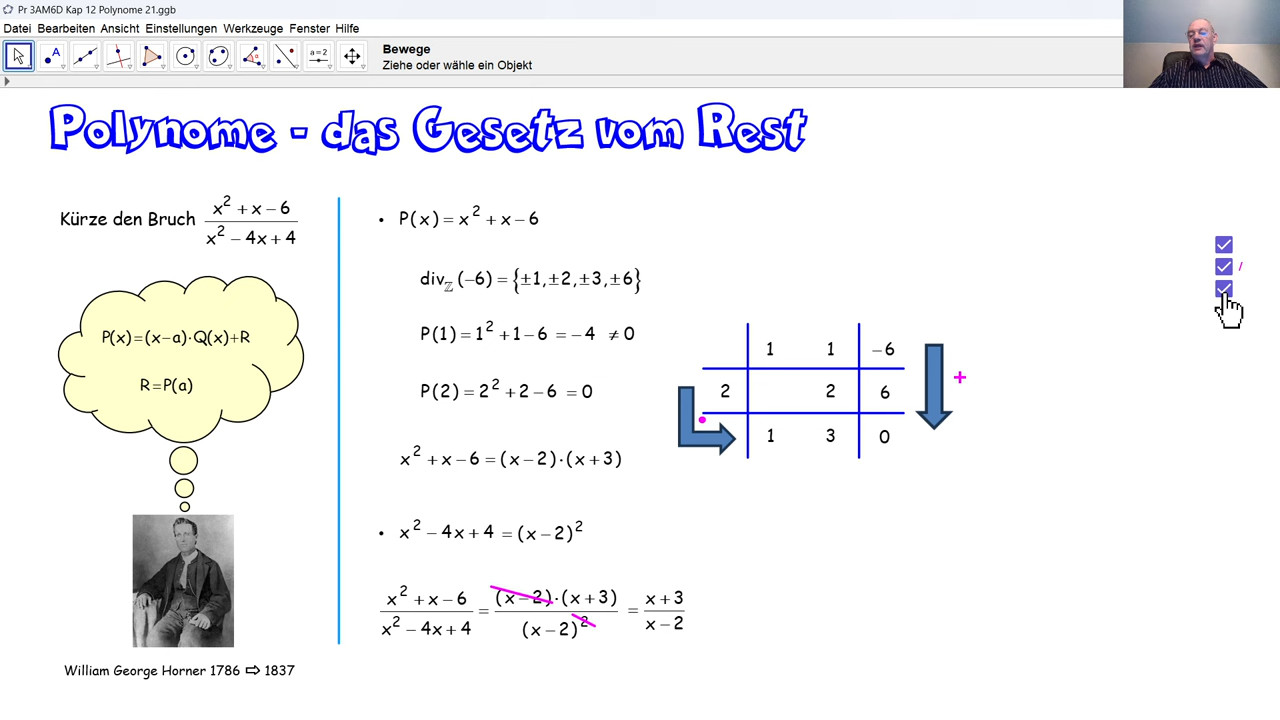 Pr 3AM6D Kap 12 Polynome 21.ggb
Datei Bearbeiten Ansicht Einstellungen Werkzeuge Fenster Hilfe
A
a=2
Bewege
Ziehe oder wähle ein Objekt
Polynome - das Gesetz vom Rest
Kürze den Bruch (x² + x − 6)/(x² − 4x + 4)
P(x)=(x−a)·Q(x)+R
R=P(a)
William George Horner 1786 ⇨ 1837
• P(x) = x² + x − 6
div_ℤ (−6) = {±1, ±2, ±3, ±6}
P(1) = 1² + 1 − 6 = −4 ≠ 0
P(2) = 2² + 2 − 6 = 0
x² + x − 6 = (x − 2)·(x + 3)
• x² − 4x + 4 = (x − 2)²
(x² + x − 6)/(x² − 4x + 4) = ((x − 2)·(x + 3))/((x − 2)²) = (x + 3)/(x − 2)
1 1 −6
2 2 6
1 3 0
+